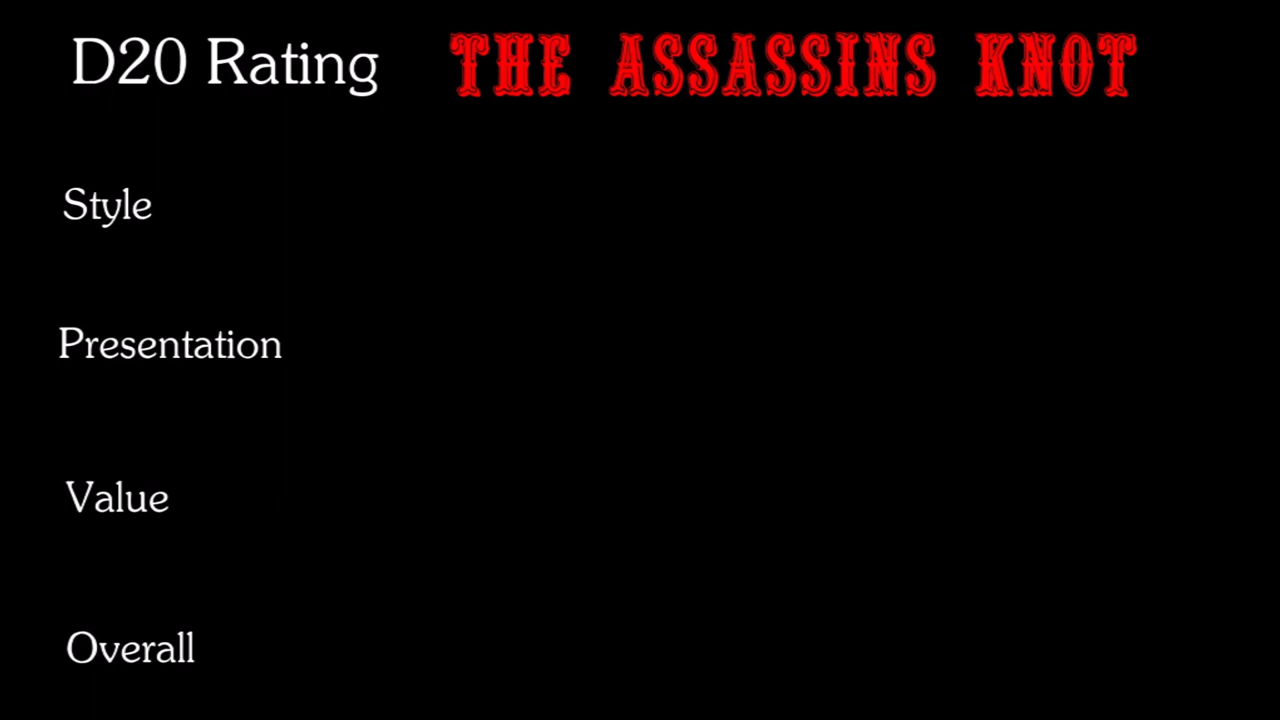 D20 Rating THE ASSASSINS KNOT
Style
Presentation
Value
Overall